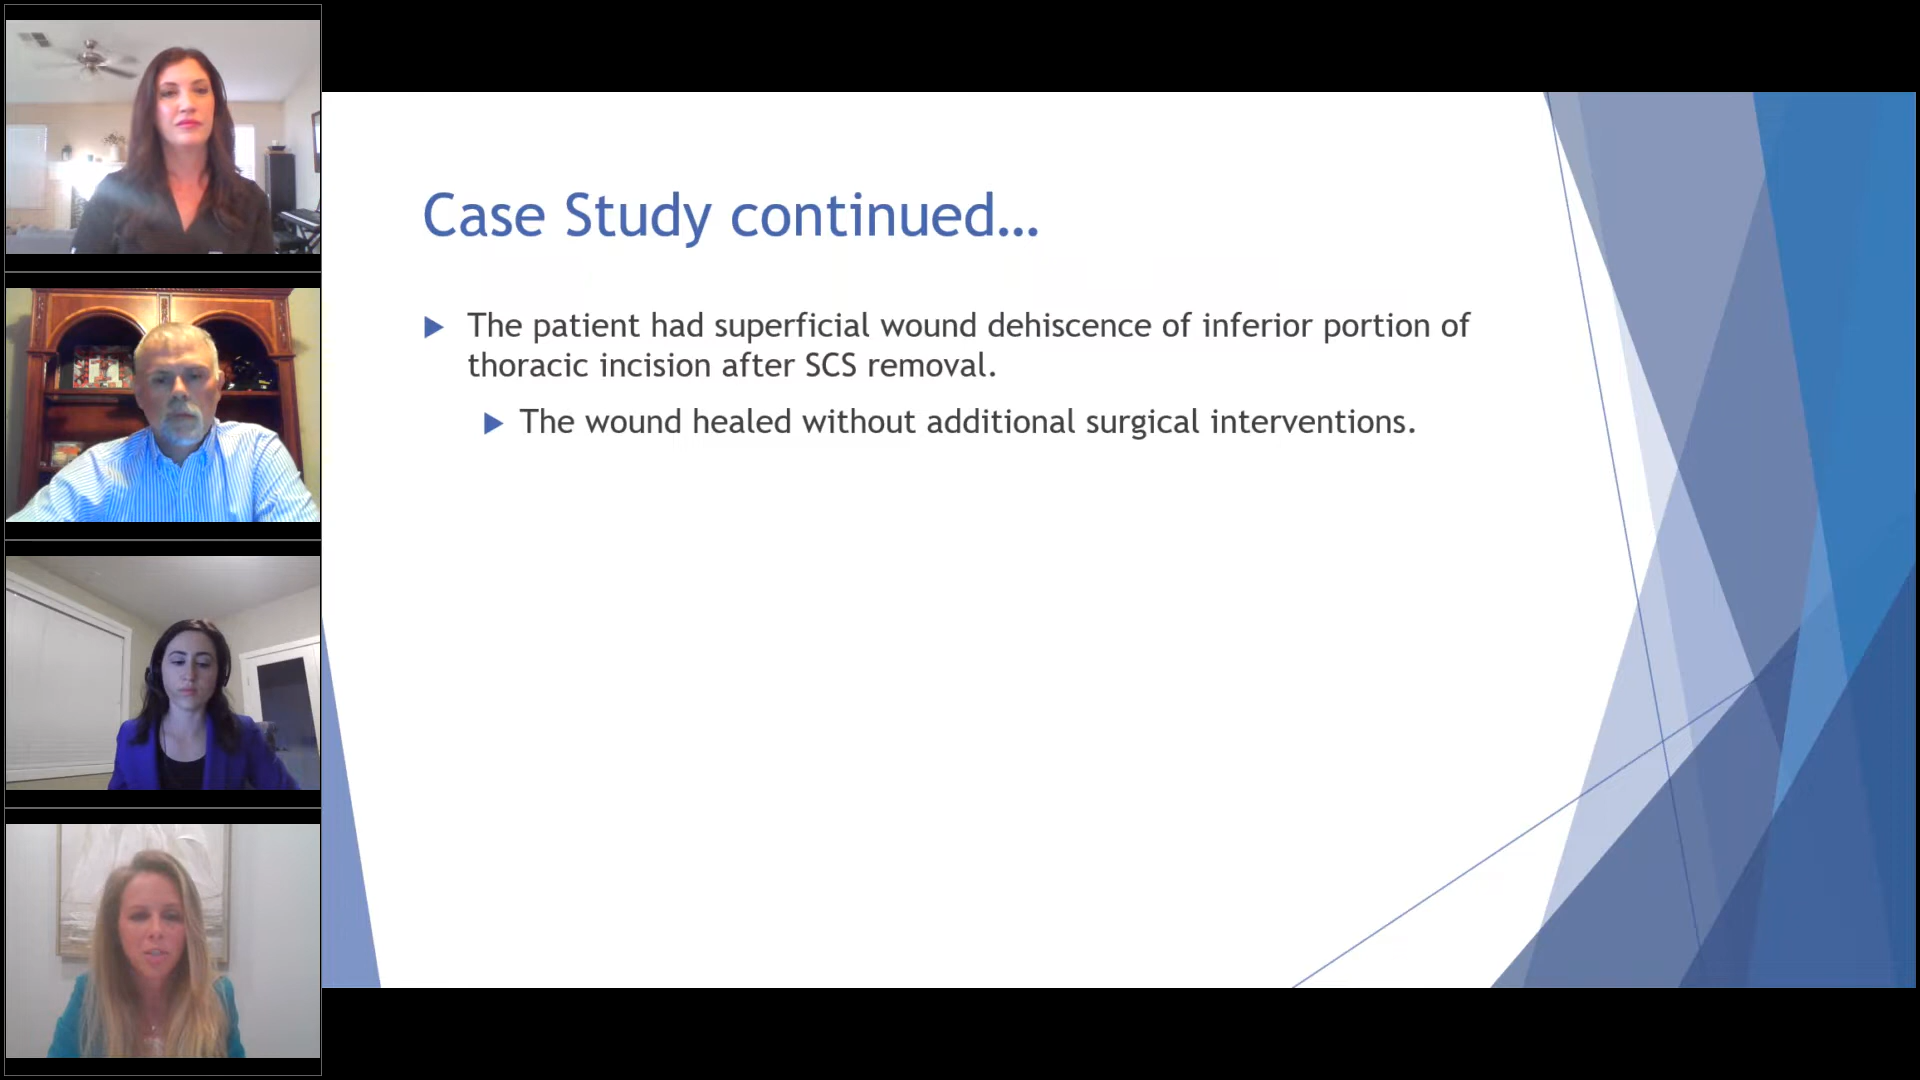 Case Study continued...
The patient had superficial wound dehiscence of inferior portion of
thoracic incision after SCS removal.
The wound healed without additional surgical interventions.